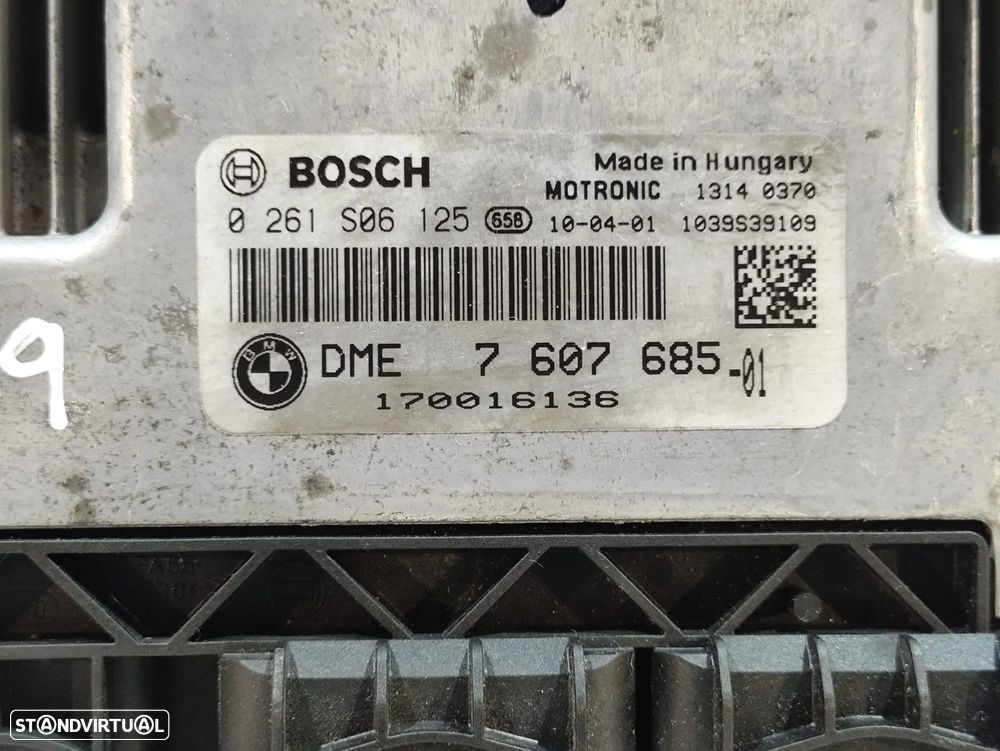 BOSCH
Made in Hungary
MOTRONIC 1314 0370
0 261 S06 125 658 10-04-01 1039S39109
BMW
DME 7 607 685-01
170016136
9
STANDVIRTUAL